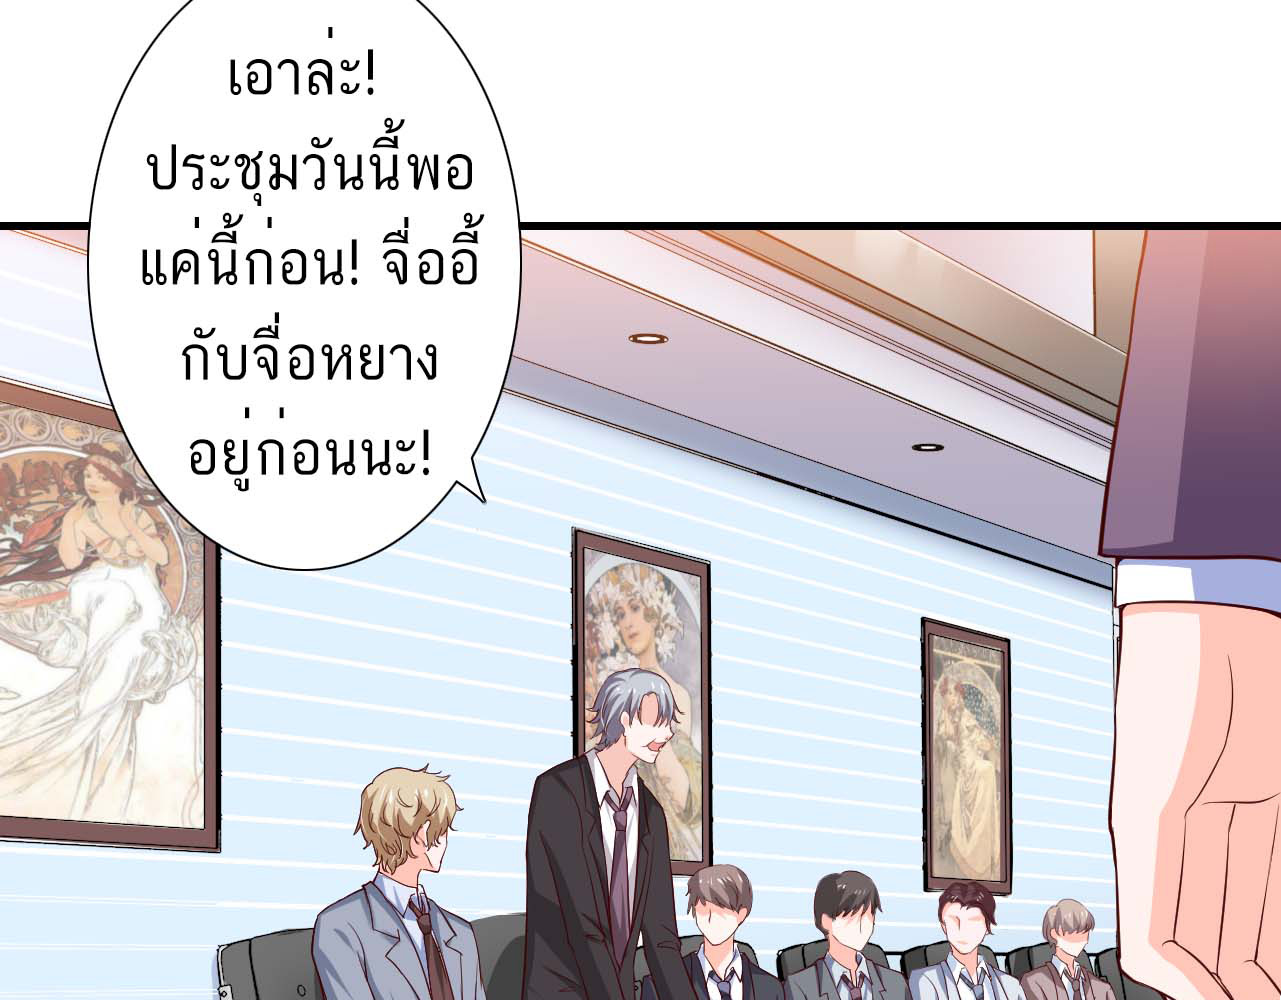 เอาล่ะ!
ประชุมวันนี้พอ
แค่นี้ก่อน! จื่ออี้
กับจื่อหยาง
อยู่ก่อนนะ!